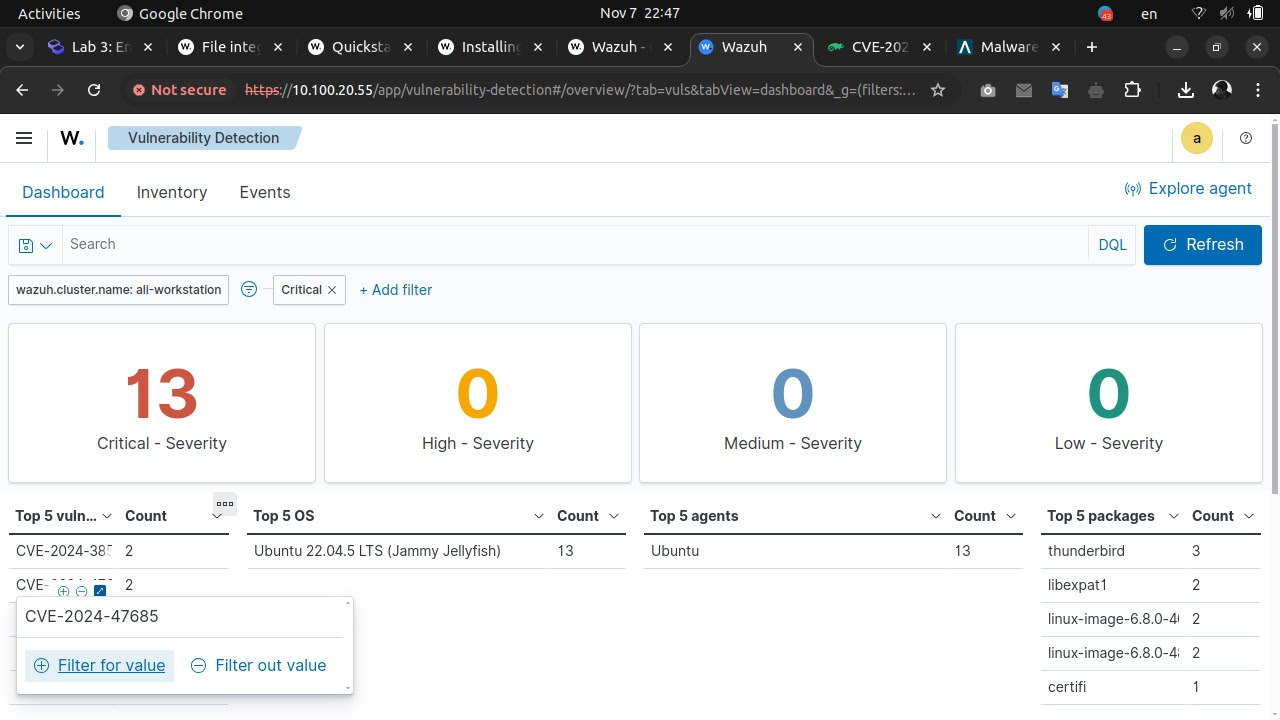 Activities Google Chrome Nov 7 22:47 43 en
Lab 3: En File integ Quicksta Installing Wazuh - Wazuh CVE-202 Malware
Not secure https://10.100.20.55/app/vulnerability-detection#/overview/?tab=vuls&tabView=dashboard&_g=(filters:...
W. Vulnerability Detection a
Dashboard Inventory Events Explore agent
Search DQL Refresh
wazuh.cluster.name: ali-workstation Critical + Add filter
13 0 0 0
Critical - Severity High - Severity Medium - Severity Low - Severity
Top 5 vuln... Count Top 5 OS Count Top 5 agents Count Top 5 packages Count
CVE-2024-385 2 Ubuntu 22.04.5 LTS (Jammy Jellyfish) 13 Ubuntu 13 thunderbird 3
CVE- 2 libexpat1 2
CVE-2024-47685 linux-image-6.8.0-4 2
Filter for value Filter out value linux-image-6.8.0-4 2
certifi 1